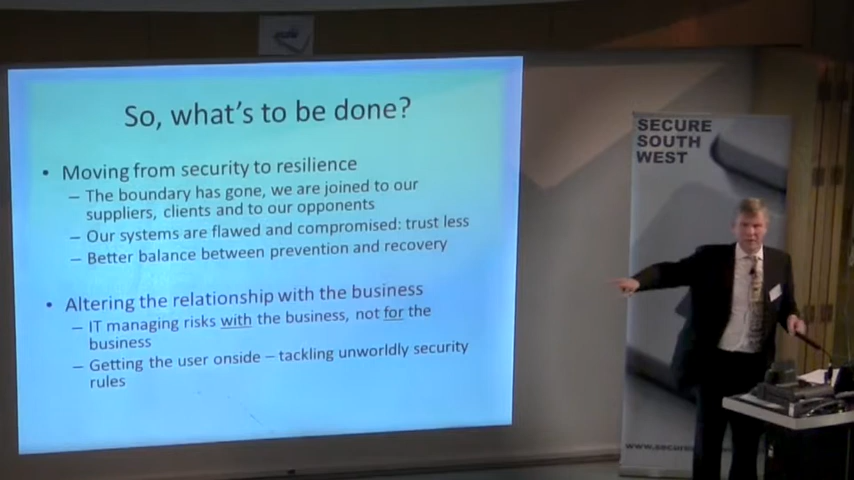 So, what's to be done?
• Moving from security to resilience
– The boundary has gone, we are joined to our
suppliers, clients and to our opponents
– Our systems are flawed and compromised: trust less
– Better balance between prevention and recovery
• Altering the relationship with the business
– IT managing risks with the business, not for the
business
– Getting the user onside – tackling unworldly security
rules
SECURE
SOUTH
WEST
www.secure